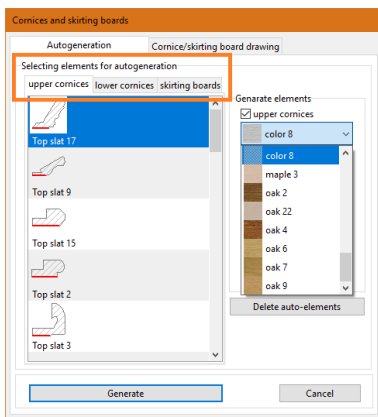 Cornices and skirting boards
Autogeneration
Cornice/skirting board drawing
Selecting elements for autogeneration
upper cornices
lower cornices
skirting boards
Top slat 17
Top slat 9
Top slat 15
Top slat 2
Top slat 3
Genarate elements
upper cornices
color 8
color 8
maple 3
oak 2
oak 22
oak 4
oak 6
oak 7
oak 9
Delete auto-elements
Generate
Cancel